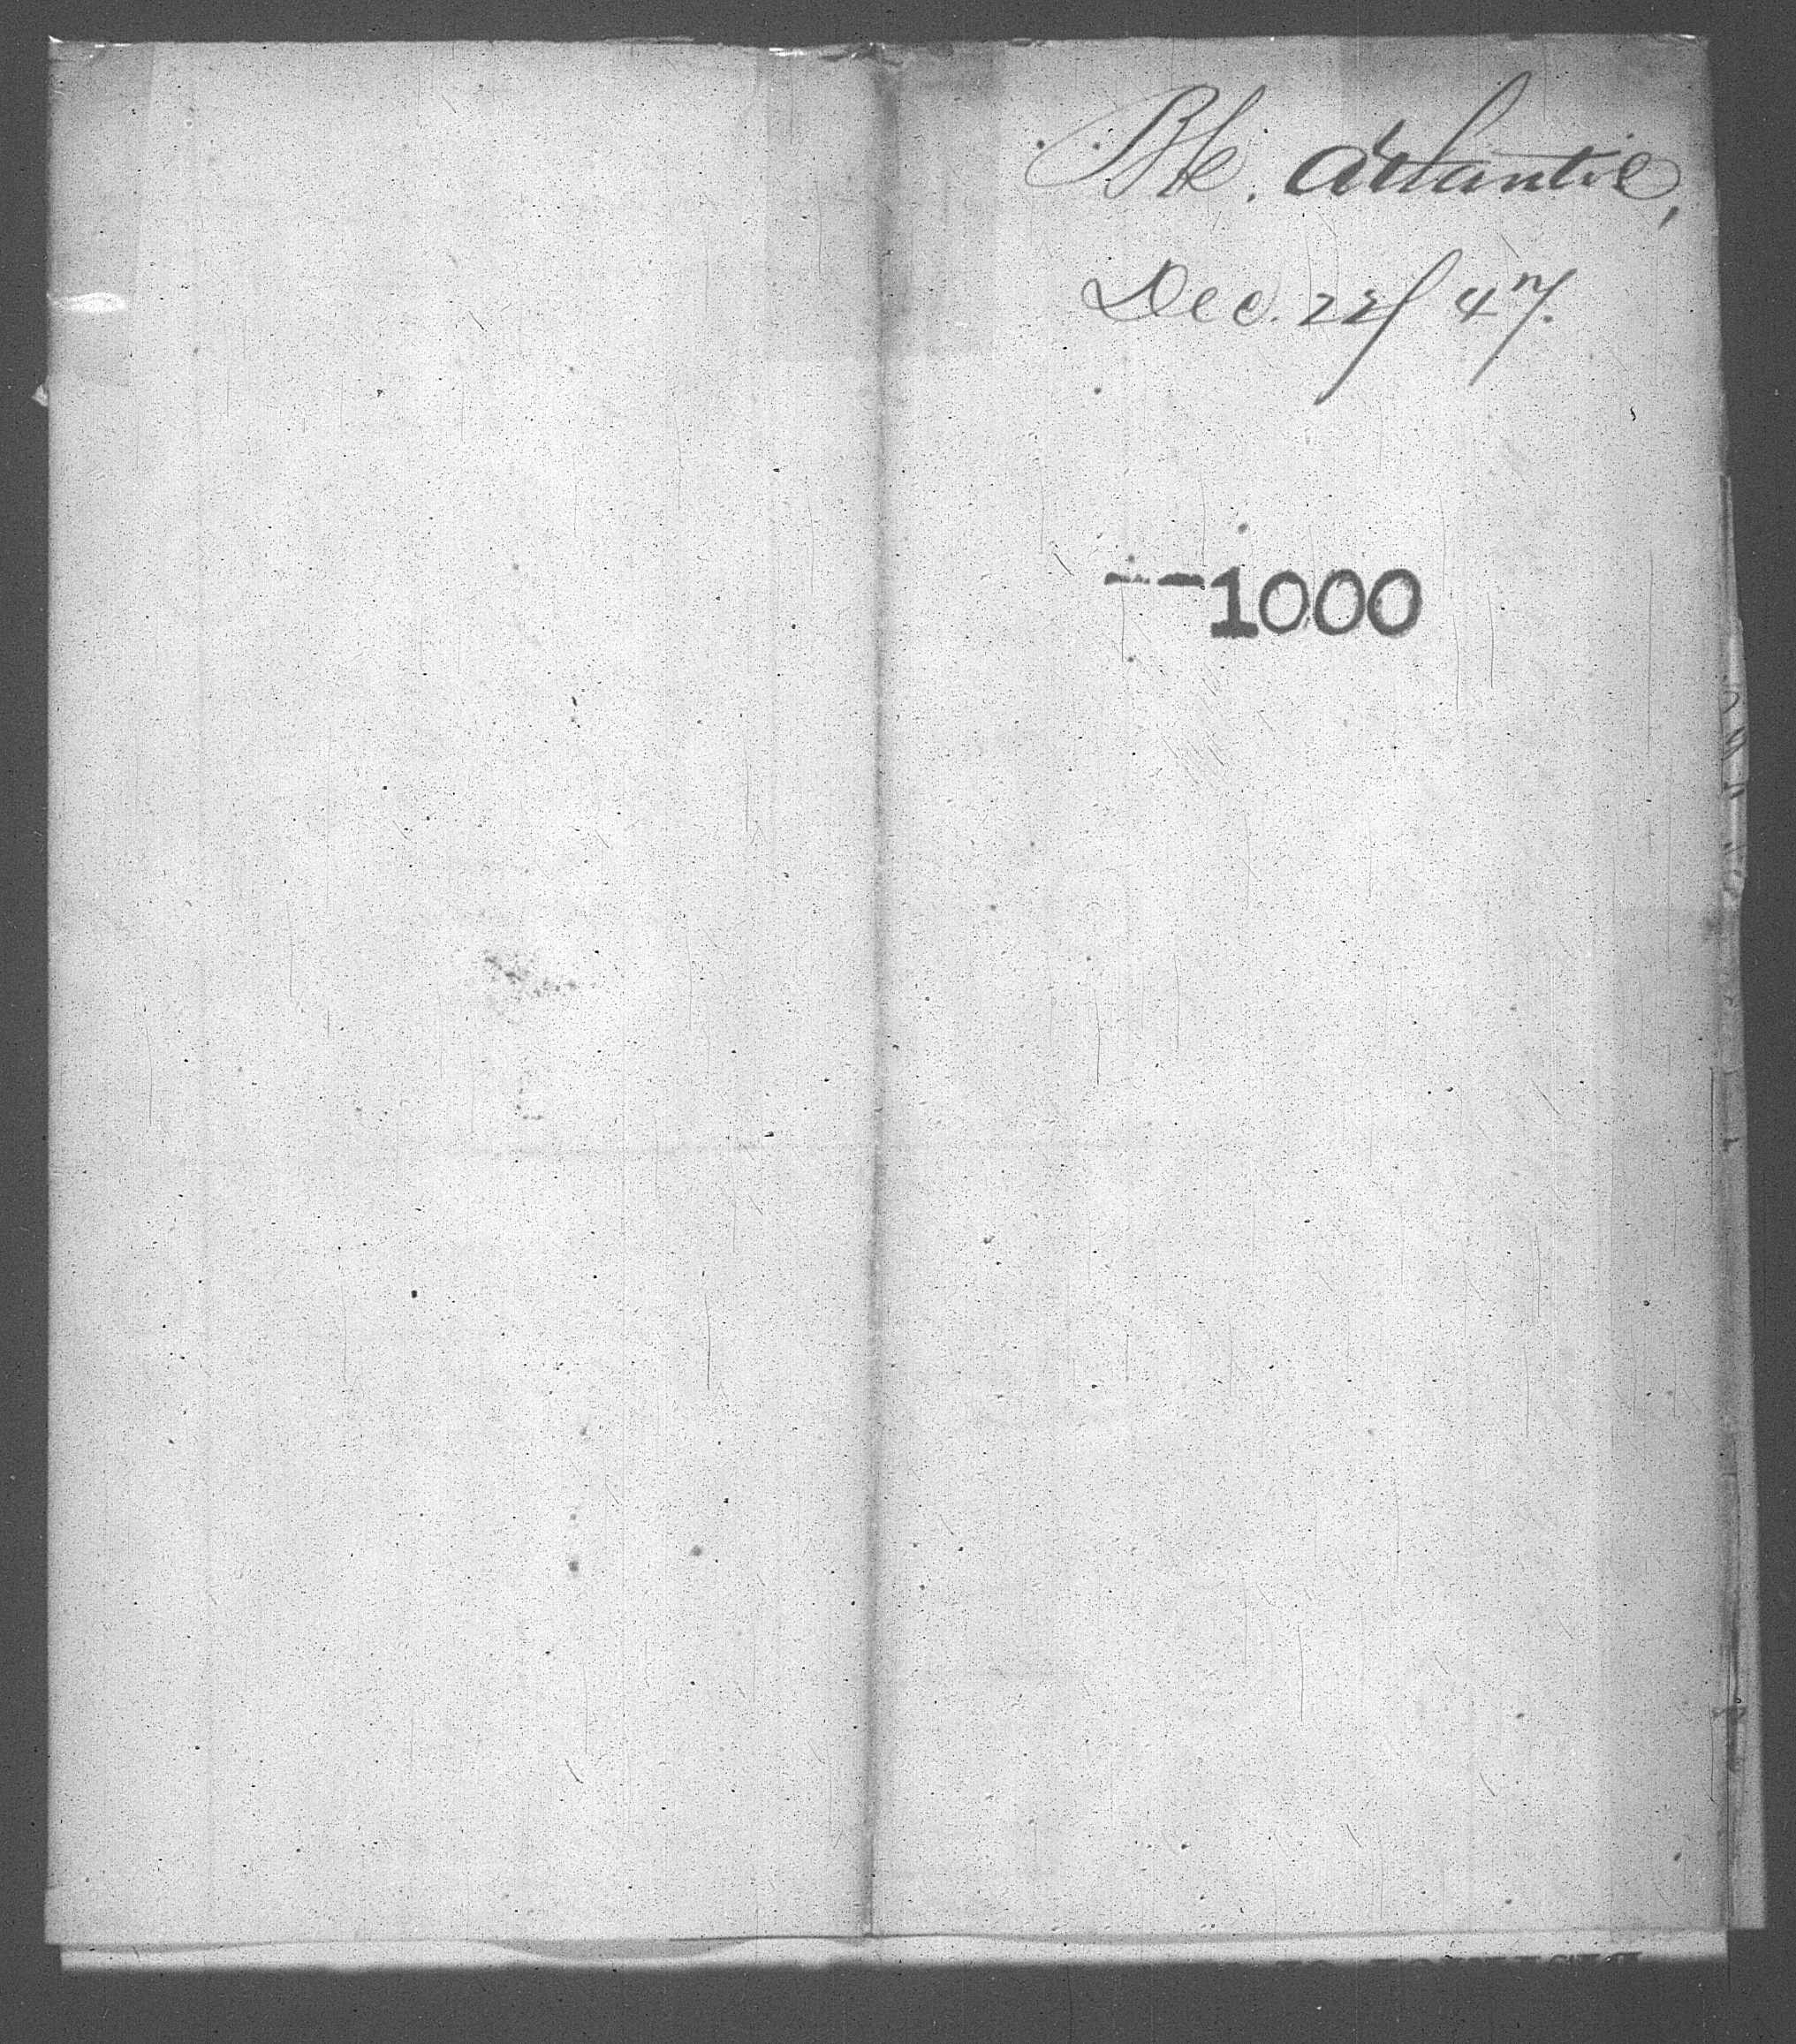 Bk. Atlantic,
Dec. 22/47.
--1000